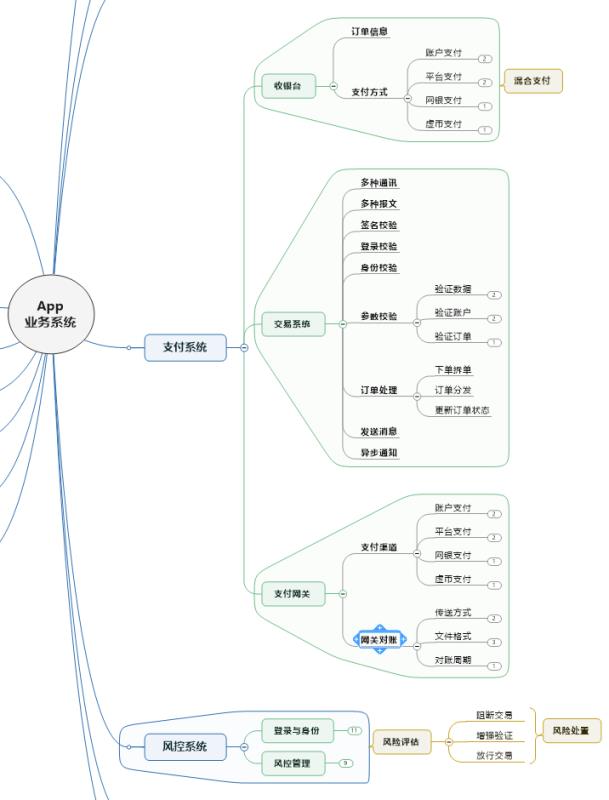 App
业务系统
支付系统
收银台
订单信息
支付方式
账户支付 2
平台支付 2
网银支付 1
虚币支付 1
混合支付
交易系统
多种通讯
多种报文
签名校验
登录校验
身份校验
参数校验
验证数据 2
验证账户 2
验证订单 1
订单处理
下单拆单
订单分发
更新订单状态
发送消息
异步通知
支付网关
支付渠道
账户支付 2
平台支付 2
网银支付 1
虚币支付 1
网关对账
传送方式 2
文件格式 3
对账周期 1
风控系统
登录与身份 11
风控管理 9
风险评估
阻断交易
增强验证
放行交易
风险处置